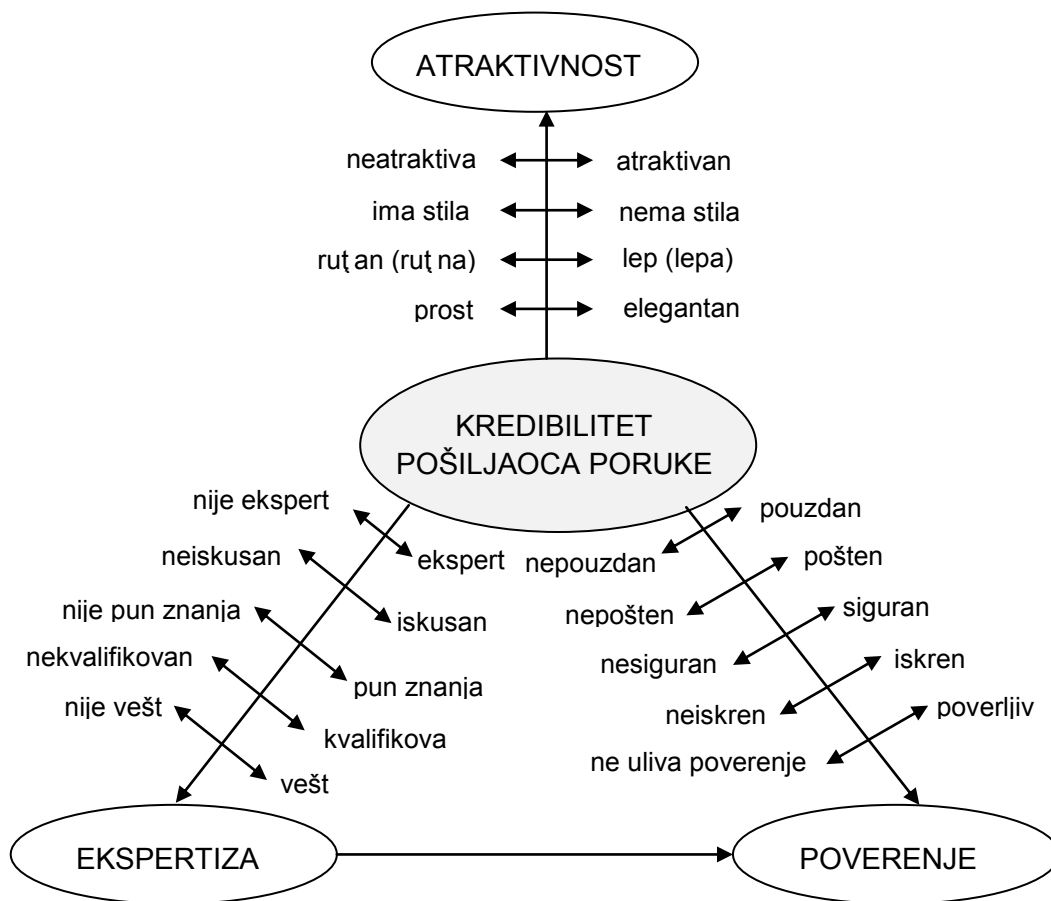 ATRAKTIVNOST
neatraktiva
atraktivan
ima stila
nema stila
ruţan (ruţna)
lep (lepa)
prost
elegantan
KREDIBILITET
POŠILJAOCA PORUKE
nije ekspert
ekspert
neiskusan
iskusan
nije pun znanja
pun znanja
nekvalifikovan
kvalifikova
nije vešt
vešt
pouzdan
nepouzdan
pošten
nepošten
siguran
nesiguran
iskren
neiskren
poverljiv
ne uliva poverenje
EKSPERTIZA
POVERENJE